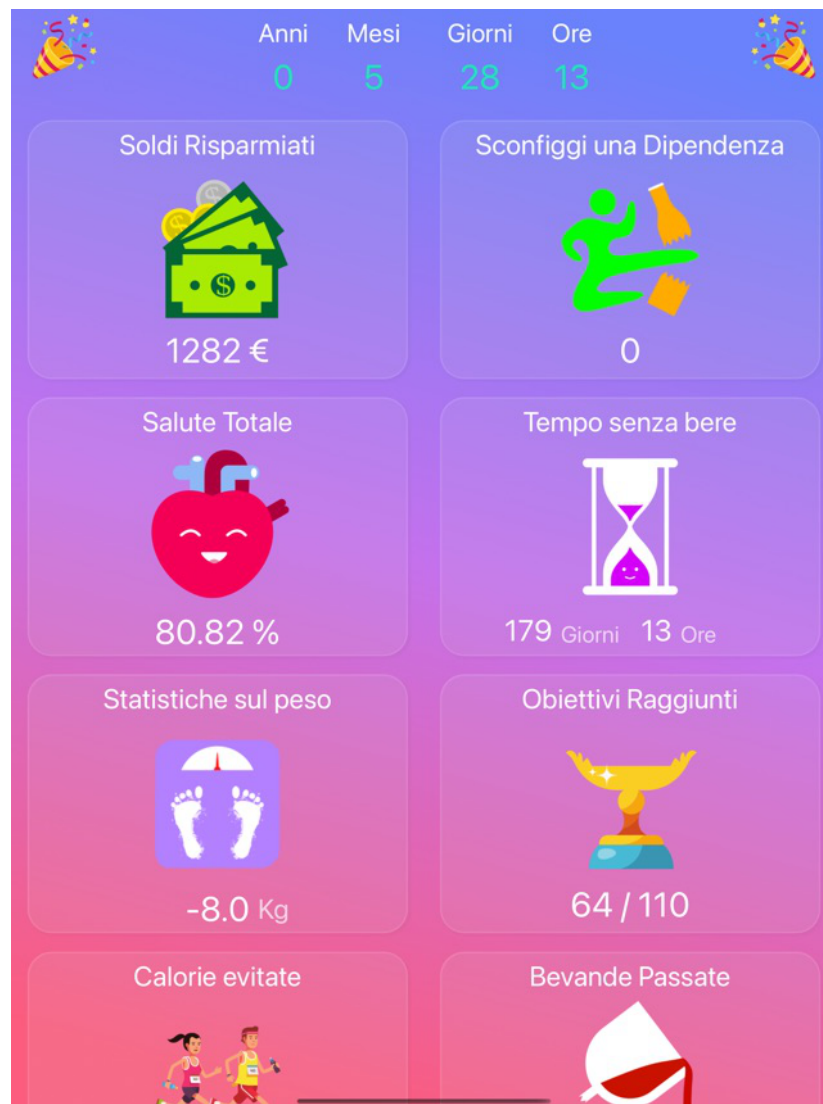 Anni Mesi Giorni Ore
0 5 28 13
Soldi Risparmiati
1282 €
Sconfiggi una Dipendenza
0
Salute Totale
80.82 %
Tempo senza bere
179 Giorni 13 Ore
Statistiche sul peso
-8.0 Kg
Obiettivi Raggiunti
64 / 110
Calorie evitate
Bevande Passate